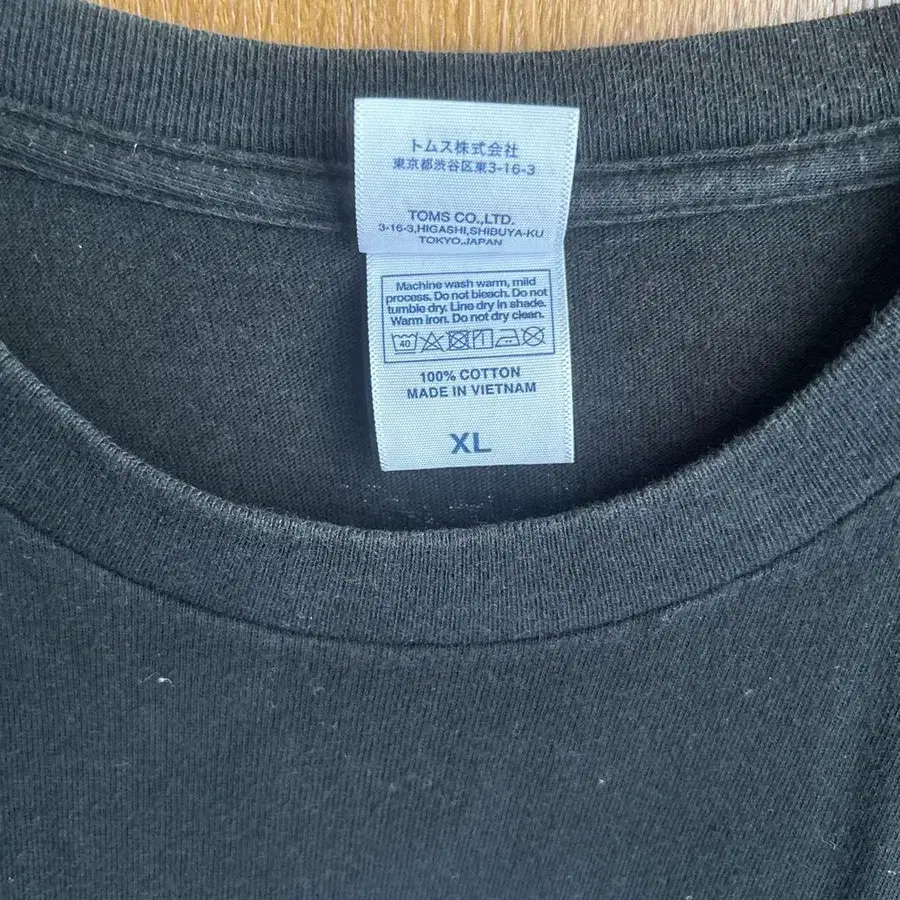 トムス株式会社
東京都渋谷区東3-16-3
TOMS CO.,LTD.
3-16-3,HIGASHI,SHIBUYA-KU
TOKYO,JAPAN
Machine wash warm, mild
process. Do not bleach. Do not
tumble dry. Line dry in shade.
Warm iron. Do not dry clean.
40
100% COTTON
MADE IN VIETNAM
XL